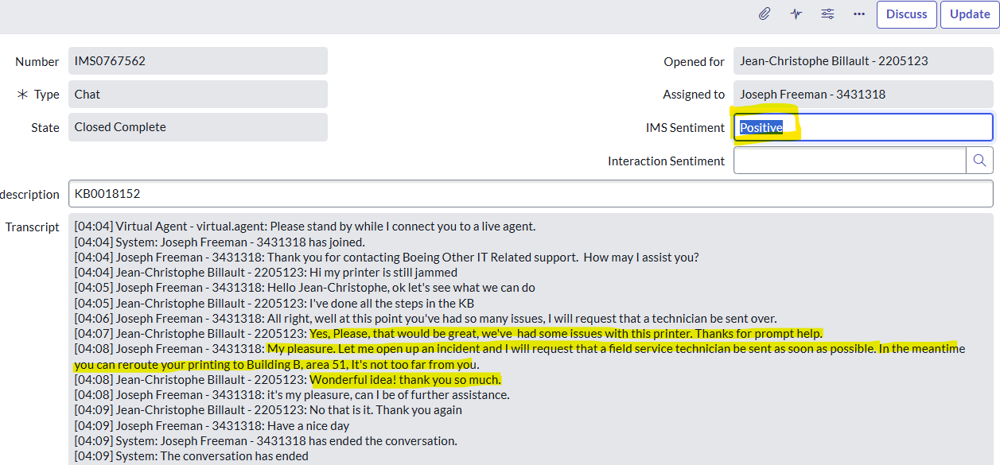 Discuss
Update
Number IMS0767562
Opened for Jean-Christophe Billault - 2205123
Type Chat
Assigned to Joseph Freeman - 3431318
State Closed Complete
IMS Sentiment Positive
Interaction Sentiment
description KB0018152
Transcript
[04:04] Virtual Agent - virtual.agent: Please stand by while I connect you to a live agent.
[04:04] System: Joseph Freeman - 3431318 has joined.
[04:04] Joseph Freeman - 3431318: Thank you for contacting Boeing Other IT Related support.  How may I assist you?
[04:04] Jean-Christophe Billault - 2205123: Hi my printer is still jammed
[04:05] Joseph Freeman - 3431318: Hello Jean-Christophe, ok let's see what we can do
[04:05] Jean-Christophe Billault - 2205123: I've done all the steps in the KB
[04:06] Joseph Freeman - 3431318: All right, well at this point you've had so many issues, I will request that a technician be sent over.
[04:07] Jean-Christophe Billault - 2205123: Yes, Please, that would be great, we've  had some issues with this printer. Thanks for prompt help.
[04:08] Joseph Freeman - 3431318: My pleasure. Let me open up an incident and I will request that a field service technician be sent as soon as possible. In the meantime
you can reroute your printing to Building B, area 51, It's not too far from you.
[04:08] Jean-Christophe Billault - 2205123: Wonderful idea! thank you so much.
[04:08] Joseph Freeman - 3431318: it's my pleasure, can I be of further assistance.
[04:09] Jean-Christophe Billault - 2205123: No that is it. Thank you again
[04:09] Joseph Freeman - 3431318: Have a nice day
[04:09] System: Joseph Freeman - 3431318 has ended the conversation.
[04:09] System: The conversation has ended